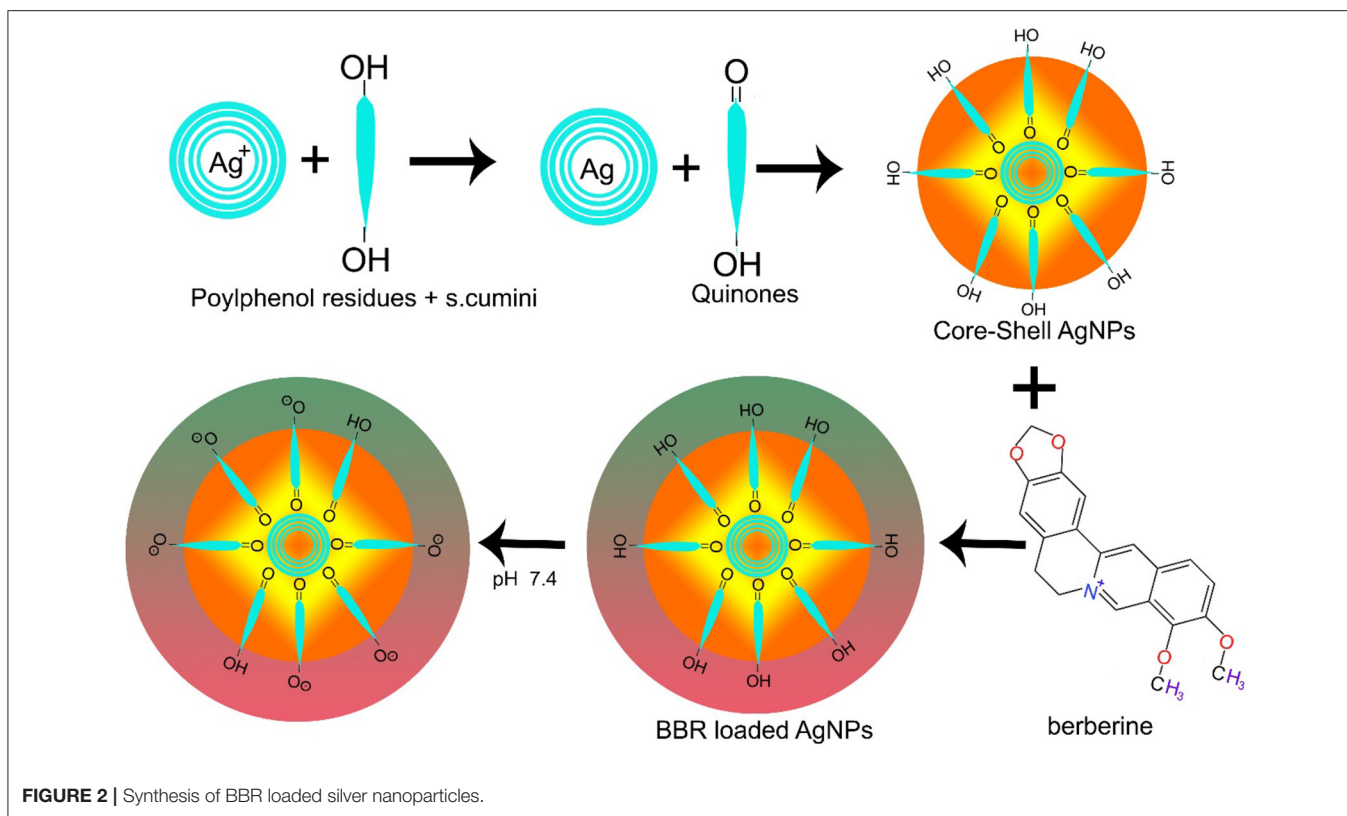 OH
O
HO
HO
HO
Ag+
+
Ag
+
OH
OH
Poylphenol residues + s.cumini
Quinones
O
O
O
HO
O
O
HO
O
O
O
OH
OH
OH
Core-Shell AgNPs
+
⊙O
⊙O
HO
O
O
O
⊙O
O
O
O⊙
O
O
O
OH
O⊙
O⊙
pH 7.4
HO
HO
HO
O
O
O
HO
O
O
HO
O
O
O
OH
OH
OH
BBR loaded AgNPs
O
O
N+
O
O
CH3
CH3
berberine
FIGURE 2 | Synthesis of BBR loaded silver nanoparticles.